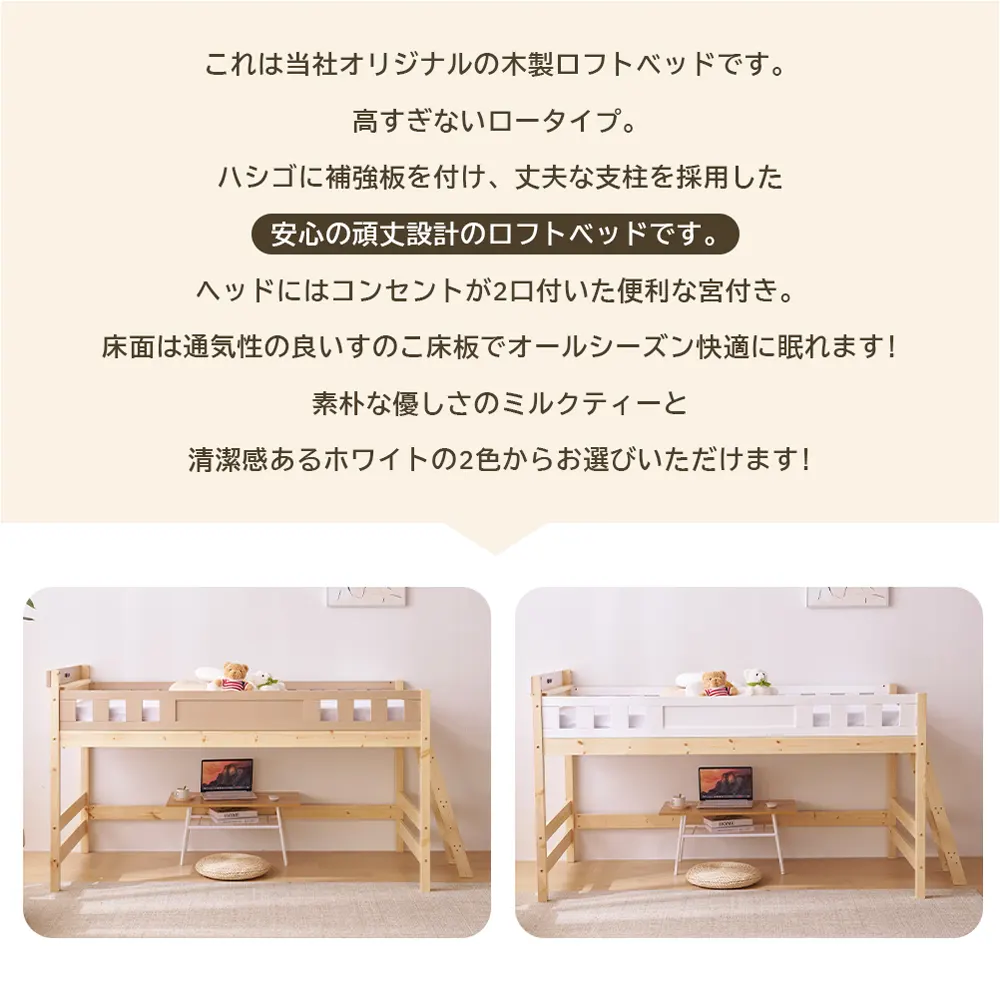 これは当社オリジナルの木製ロフトベッドです。
高すぎないロータイプ。
ハシゴに補強板を付け、丈夫な支柱を採用した
安心の頑丈設計のロフトベッドです。
ヘッドにはコンセントが2口付いた便利な宮付き。
床面は通気性の良いすのこ床板でオールシーズン快適に眠れます!
素朴な優しさのミルクティーと
清潔感あるホワイトの2色からお選びいただけます!